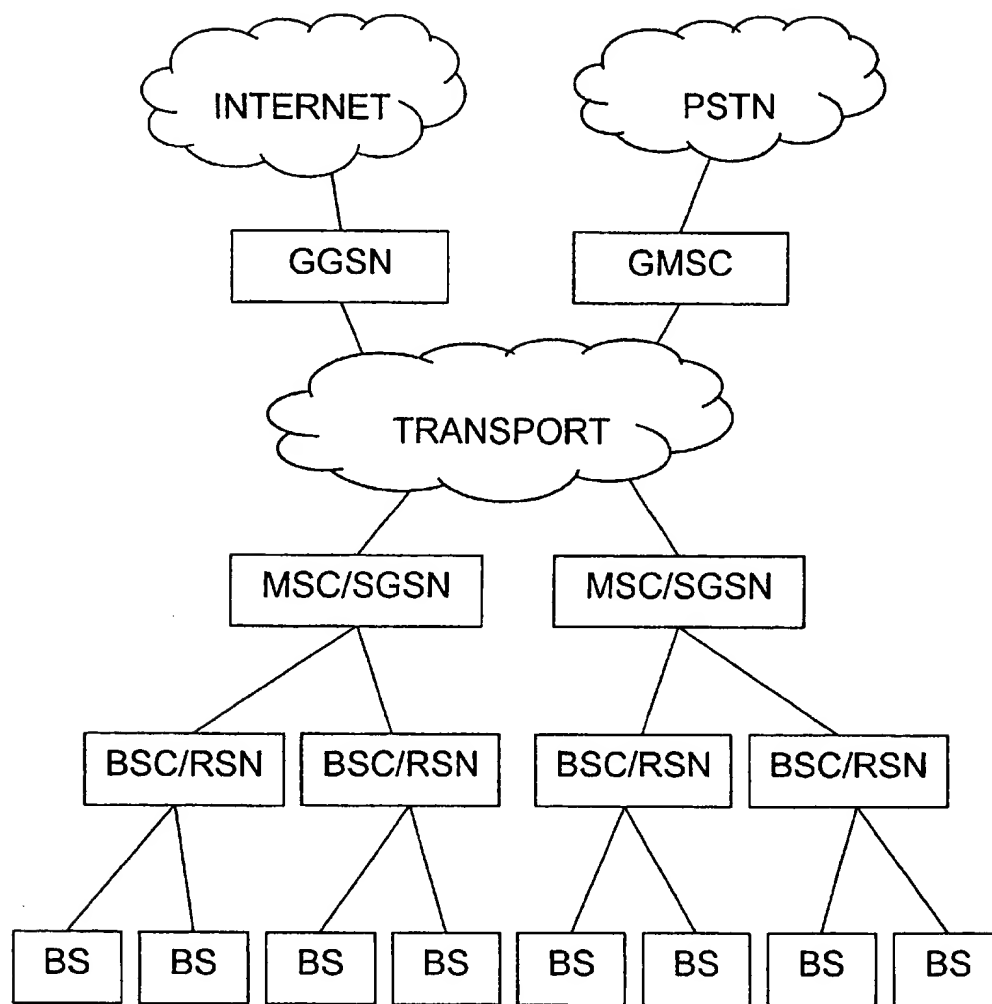 INTERNET PSTN
GGSN GMSC
TRANSPORT
MSC/SGSN MSC/SGSN
BSC/RSN BSC/RSN BSC/RSN BSC/RSN
BS BS BS BS BS BS BS BS